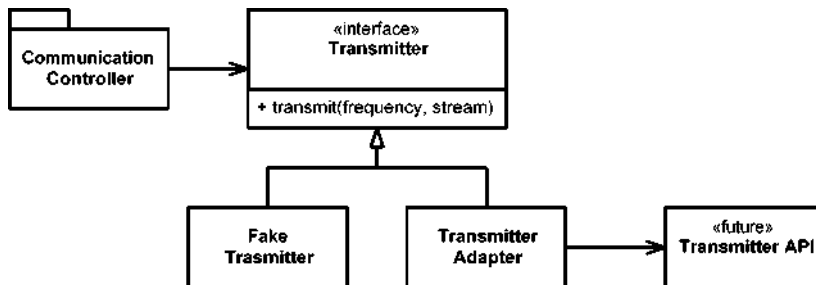 Communication
Controller
«interface»
Transmitter
+ transmit(frequency, stream)
Fake
Trasmitter
Transmitter
Adapter
«future»
Transmitter API